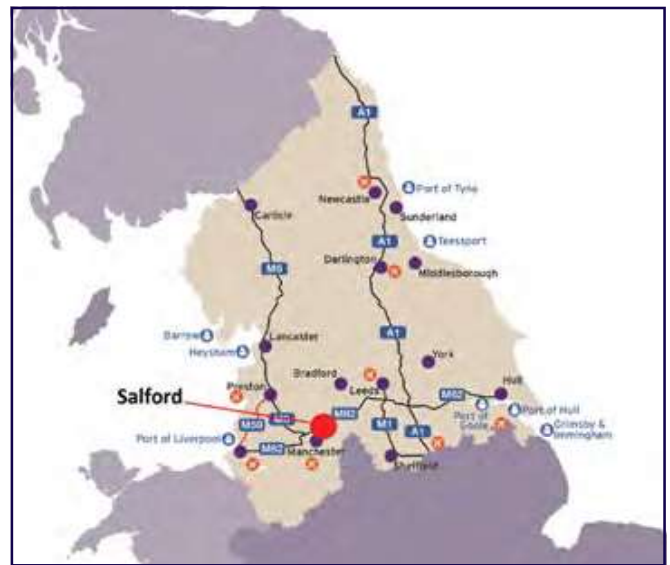 A1
Newcastle
Port of Tyne
Sunderland
Carlisle
A1
Teesport
Darlington
Middlesborough
M6
A1
Barrow
Lancaster
Heysham
York
Bradford
Leeds
Hull
Preston
M62
Salford
M62
Port of
Goole
Port of Hull
M6
M59
M1
A1
Grimsby &
Immingham
Port of Liverpool
M62
Manchester
Sheffield